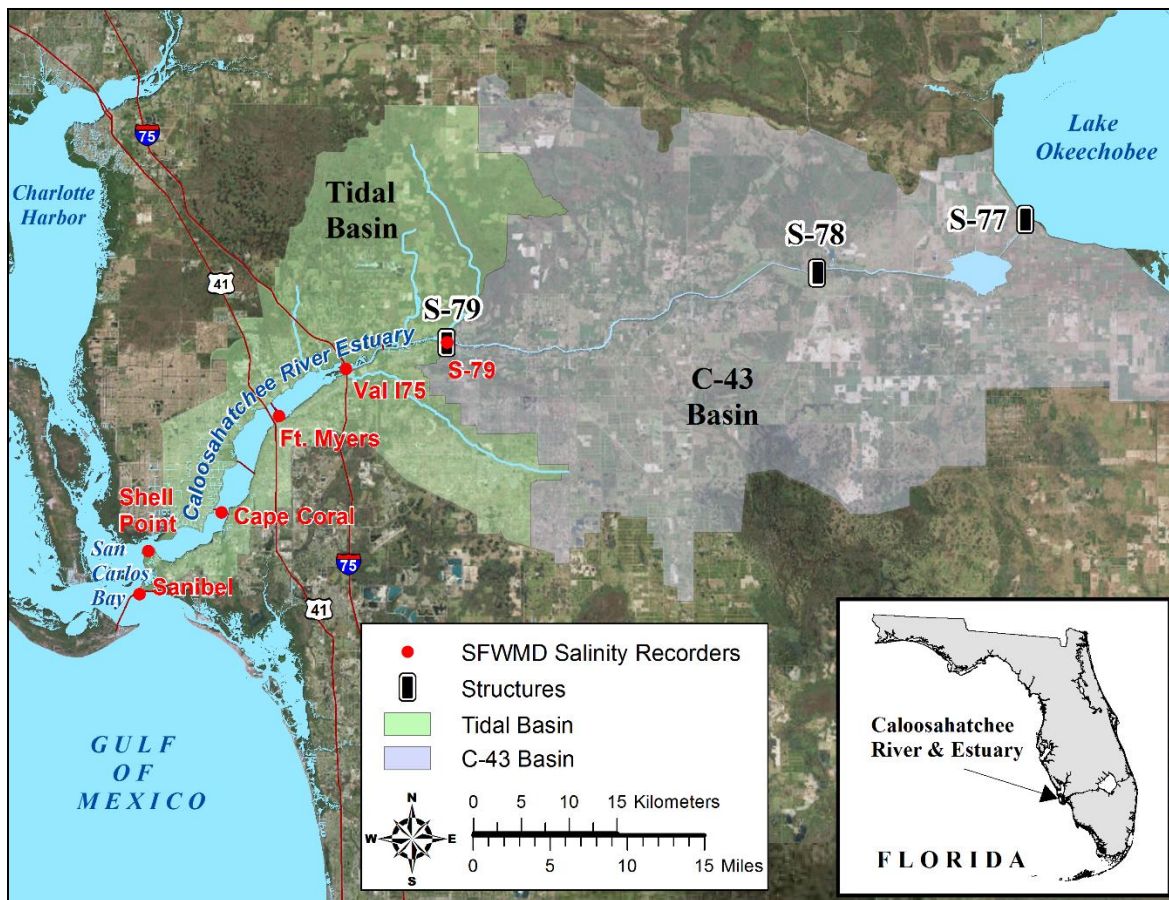 75
Lake
Okeechobee
Charlotte
Harbor
Tidal
Basin
S-77
S-78
41
S-79
S-79
Caloosahatchee River Estuary
Val I75
C-43
Basin
Ft. Myers
Shell
Point
Cape Coral
San
Carlos
Bay
Sanibel
75
41
GULF
OF
MEXICO
SFWMD Salinity Recorders
Structures
Tidal Basin
C-43 Basin
N
W E
S
0 5 10 15 Kilometers
0 5 10 15 Miles
Caloosahatchee
River & Estuary
FLORIDA